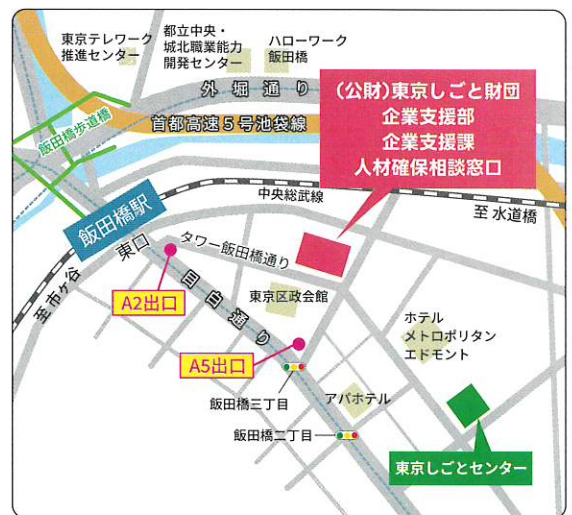 東京テレワーク
推進センター
都立中央・
城北職業能力
開発センター
ハローワーク
飯田橋
外堀通り
首都高速5号池袋線
飯田橋歩道橋
(公財)東京しごと財団
企業支援部
企業支援課
人材確保相談窓口
中央総武線
至 水道橋
飯田橋駅
東口
至市ヶ谷
タワー飯田橋通り
A2出口
目白通り
東京区政会館
A5出口
ホテル
メトロポリタン
エドモント
飯田橋三丁目
アパホテル
飯田橋二丁目
東京しごとセンター